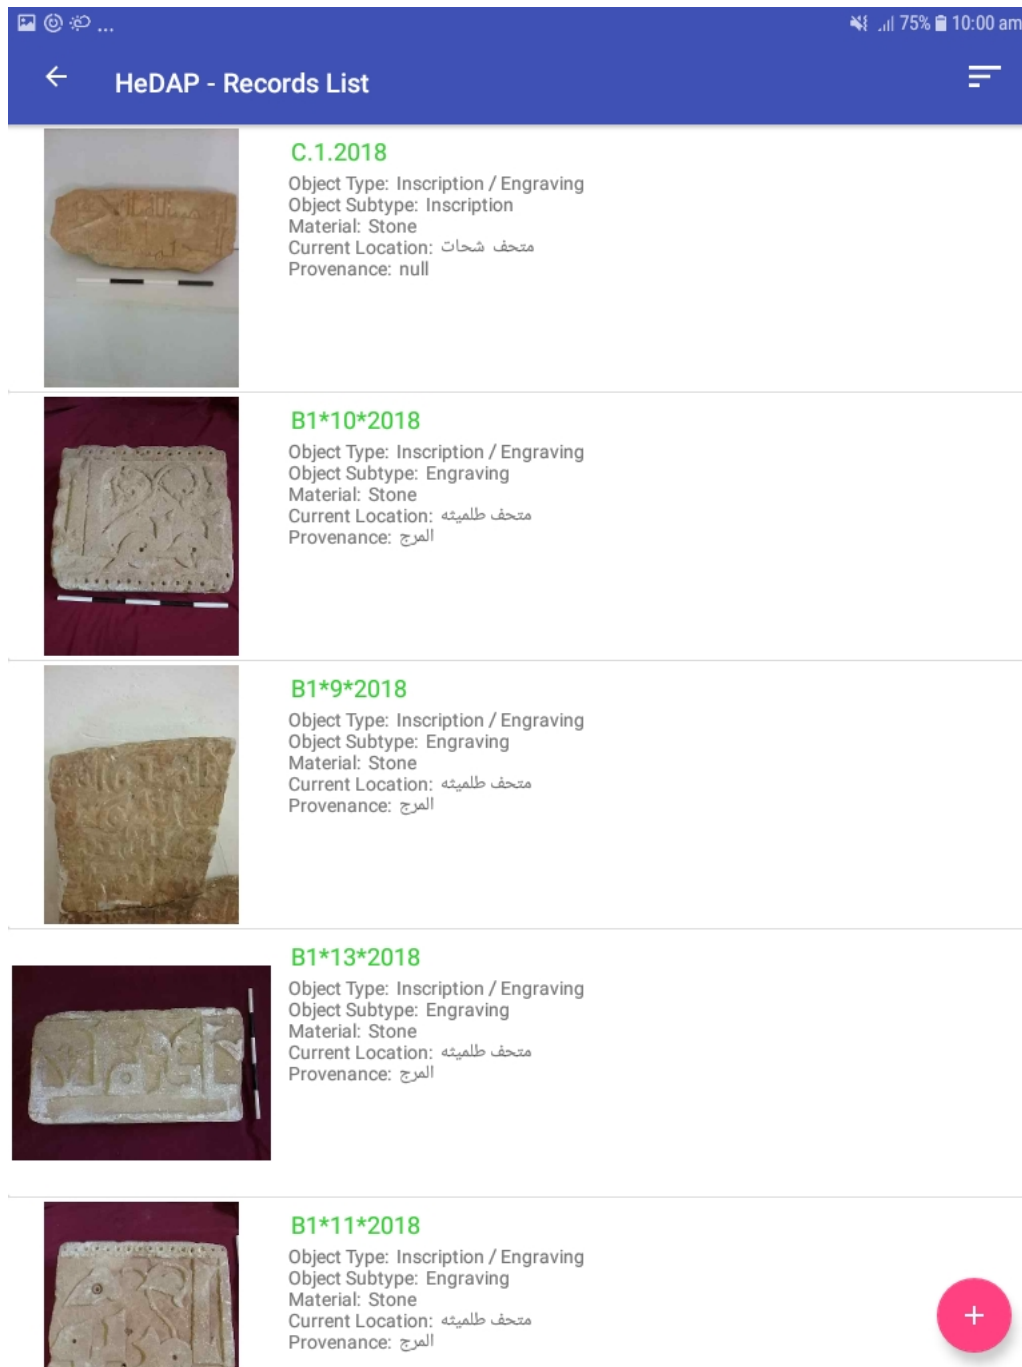 ... 75% 10:00 am
HeDAP - Records List
C.1.2018
Object Type: Inscription / Engraving
Object Subtype: Inscription
Material: Stone
Current Location: متحف شحات
Provenance: null
B1*10*2018
Object Type: Inscription / Engraving
Object Subtype: Engraving
Material: Stone
Current Location: متحف طلميثه
Provenance: المرج
B1*9*2018
Object Type: Inscription / Engraving
Object Subtype: Engraving
Material: Stone
Current Location: متحف طلميثه
Provenance: المرج
B1*13*2018
Object Type: Inscription / Engraving
Object Subtype: Engraving
Material: Stone
Current Location: متحف طلميثه
Provenance: المرج
B1*11*2018
Object Type: Inscription / Engraving
Object Subtype: Engraving
Material: Stone
Current Location: متحف طلميثه
Provenance: المرج
+